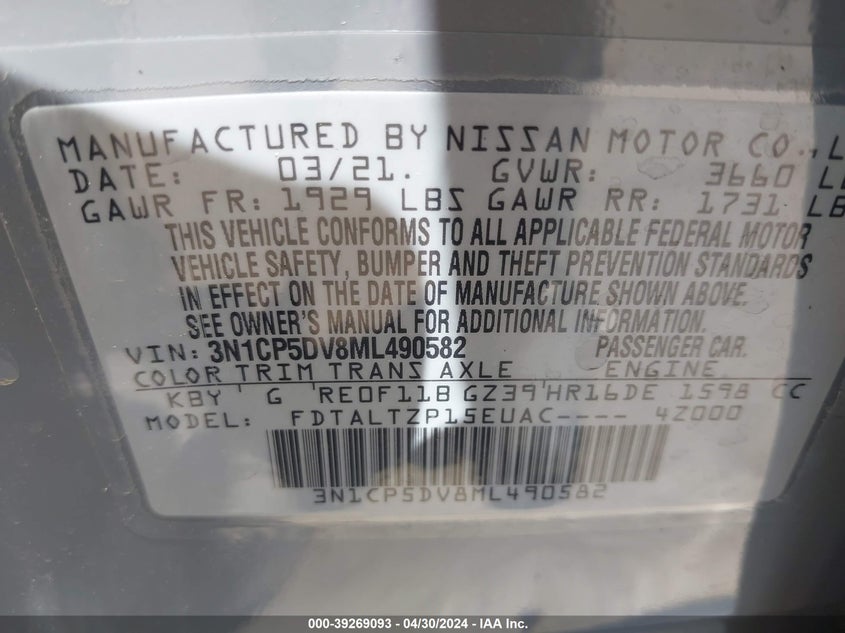 MANUFACTURED BY NISSAN MOTOR CO.,L
DATE: 03/21. GVWR: 3660 L
GAWR FR: 1929 LBS GAWR RR: 1731 LB
THIS VEHICLE CONFORMS TO ALL APPLICABLE FEDERAL MOTOR
VEHICLE SAFETY, BUMPER AND THEFT PREVENTION STANDARDS
IN EFFECT ON THE DATE OF MANUFACTURE SHOWN ABOVE.
SEE OWNER'S MANUAL FOR ADDITIONAL INFORMATION.
VIN: 3N1CP5DV8ML490582 PASSENGER CAR.
COLOR TRIM TRANS AXLE ENGINE
KBY G RE0F11B GZ39 HR16DE 1598 CC
MODEL: FDTALTZP15EUAC---- 4Z000
3N1CP5DV8ML490582
000-39269093 - 04/30/2024 - IAA Inc.